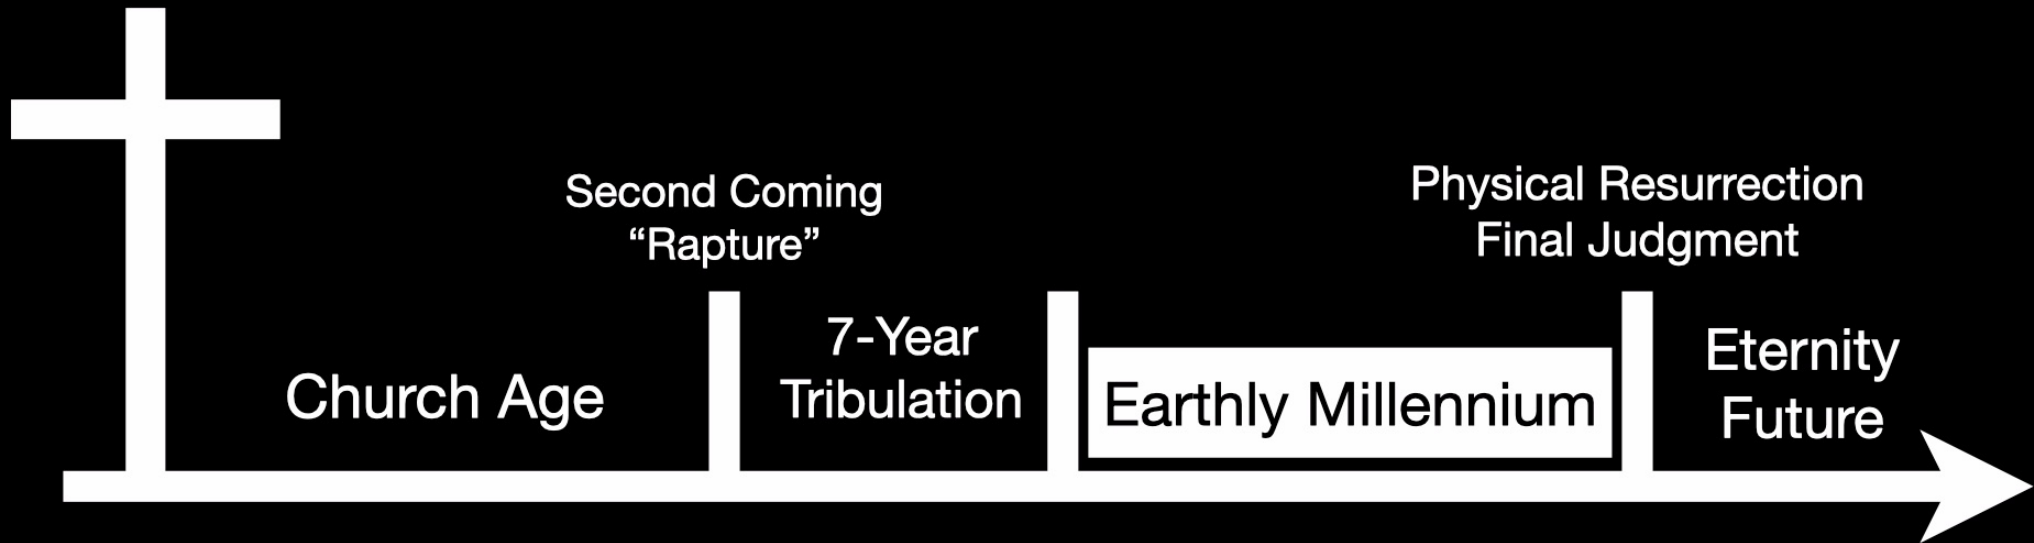 Second Coming
“Rapture”
Physical Resurrection
Final Judgment
Church Age
7-Year
Tribulation
Earthly Millennium
Eternity
Future